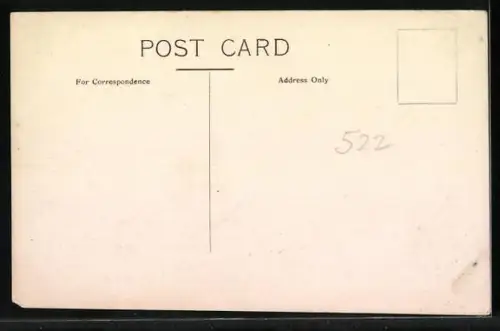 POST CARD
For Correspondence
Address Only
522